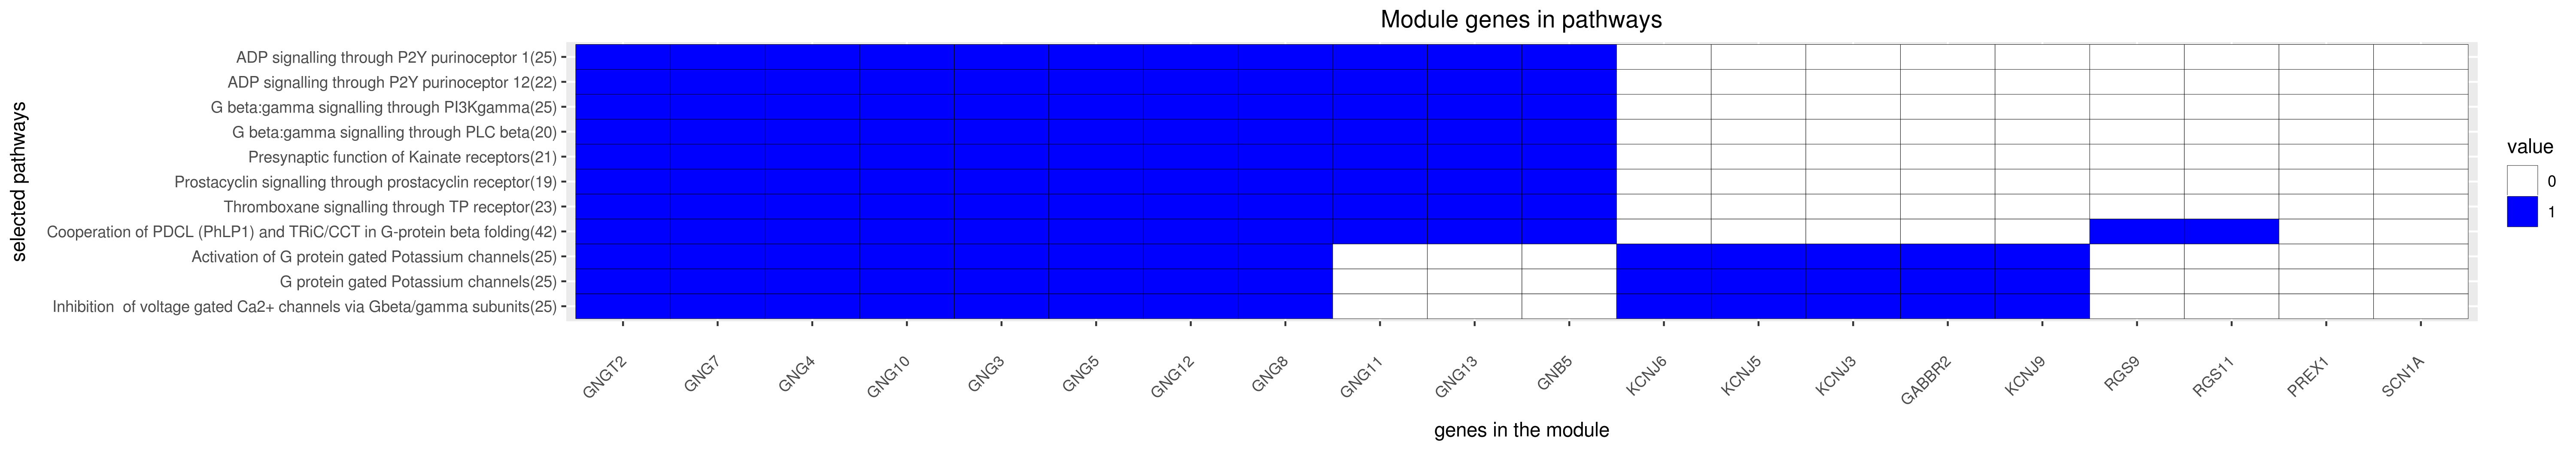 Module genes in pathways
selected pathways
ADP signalling through P2Y purinoceptor 1(25)
ADP signalling through P2Y purinoceptor 12(22)
G beta:gamma signalling through PI3Kgamma(25)
G beta:gamma signalling through PLC beta(20)
Presynaptic function of Kainate receptors(21)
Prostacyclin signalling through prostacyclin receptor(19)
Thromboxane signalling through TP receptor(23)
Cooperation of PDCL (PhLP1) and TRiC/CCT in G-protein beta folding(42)
Activation of G protein gated Potassium channels(25)
G protein gated Potassium channels(25)
Inhibition  of voltage gated Ca2+ channels via Gbeta/gamma subunits(25)
GNGT2
GNG7
GNG4
GNG10
GNG3
GNG5
GNG12
GNG8
GNG11
GNG13
GNB5
KCNJ6
KCNJ5
KCNJ3
GABBR2
KCNJ9
RGS9
RGS11
PREX1
SCN1A
genes in the module
value
0
1